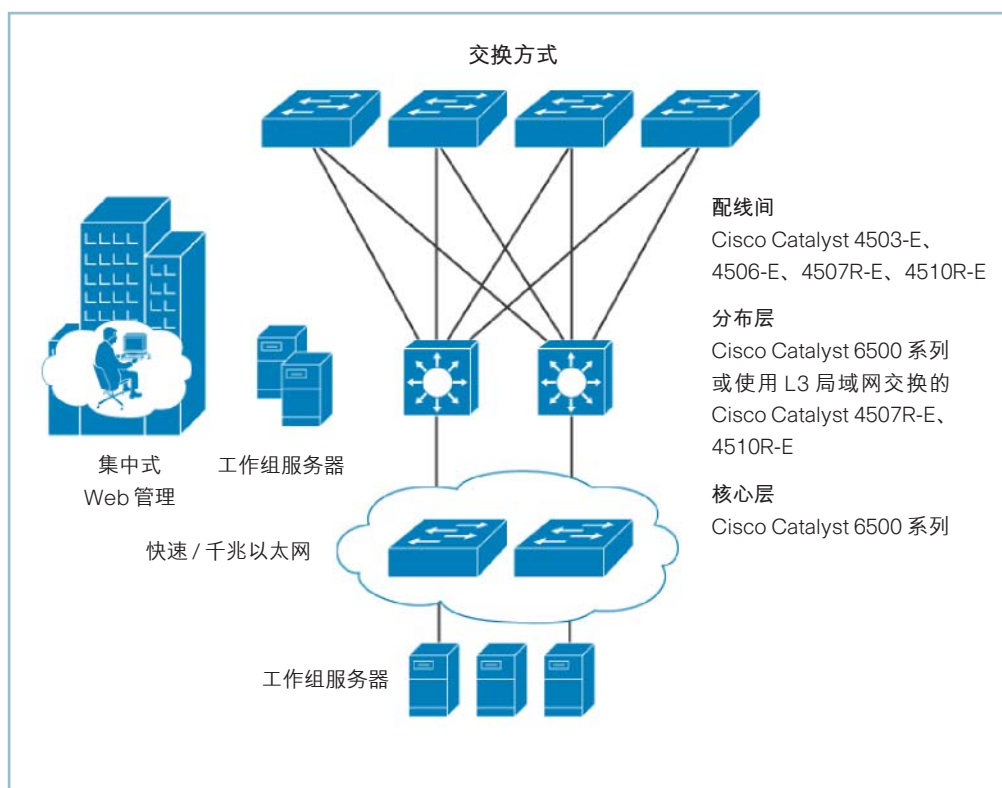 交换方式
配线间
Cisco Catalyst 4503-E、
4506-E、4507R-E、4510R-E
分布层
Cisco Catalyst 6500 系列
或使用 L3 局域网交换的
Cisco Catalyst 4507R-E、
4510R-E
核心层
Cisco Catalyst 6500 系列
集中式
Web 管理
工作组服务器
快速 / 千兆以太网
工作组服务器